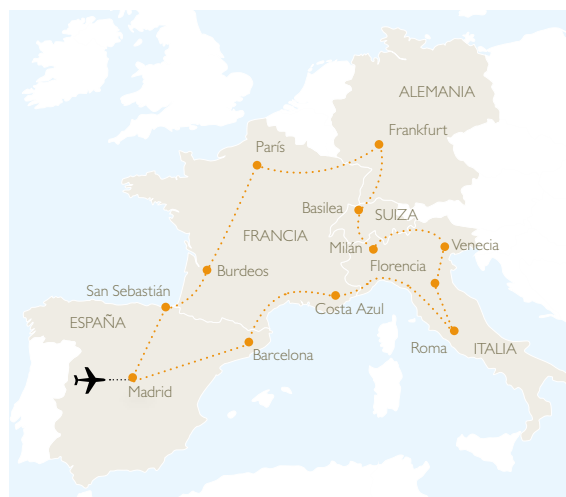 ALEMANIA
Frankfurt
París
Basilea
SUIZA
FRANCIA
Milán
Venecia
Florencia
Burdeos
San Sebastián
Costa Azul
ESPAÑA
Roma
ITALIA
Barcelona
Madrid